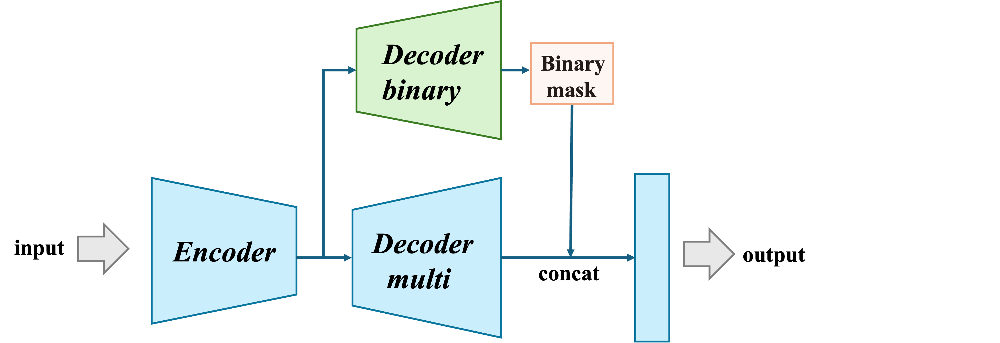 Decoder
binary
Binary
mask
input
Encoder
Decoder
multi
concat
output